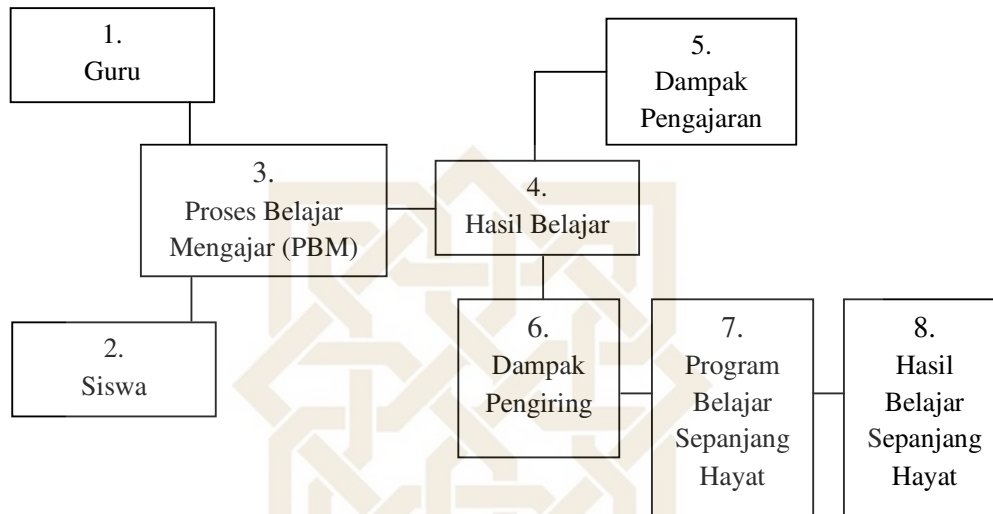 1.
Guru
2.
Siswa
3.
Proses Belajar
Mengajar (PBM)
4.
Hasil Belajar
5.
Dampak
Pengajaran
6.
Dampak
Pengiring
7.
Program
Belajar
Sepanjang
Hayat
8.
Hasil
Belajar
Sepanjang
Hayat